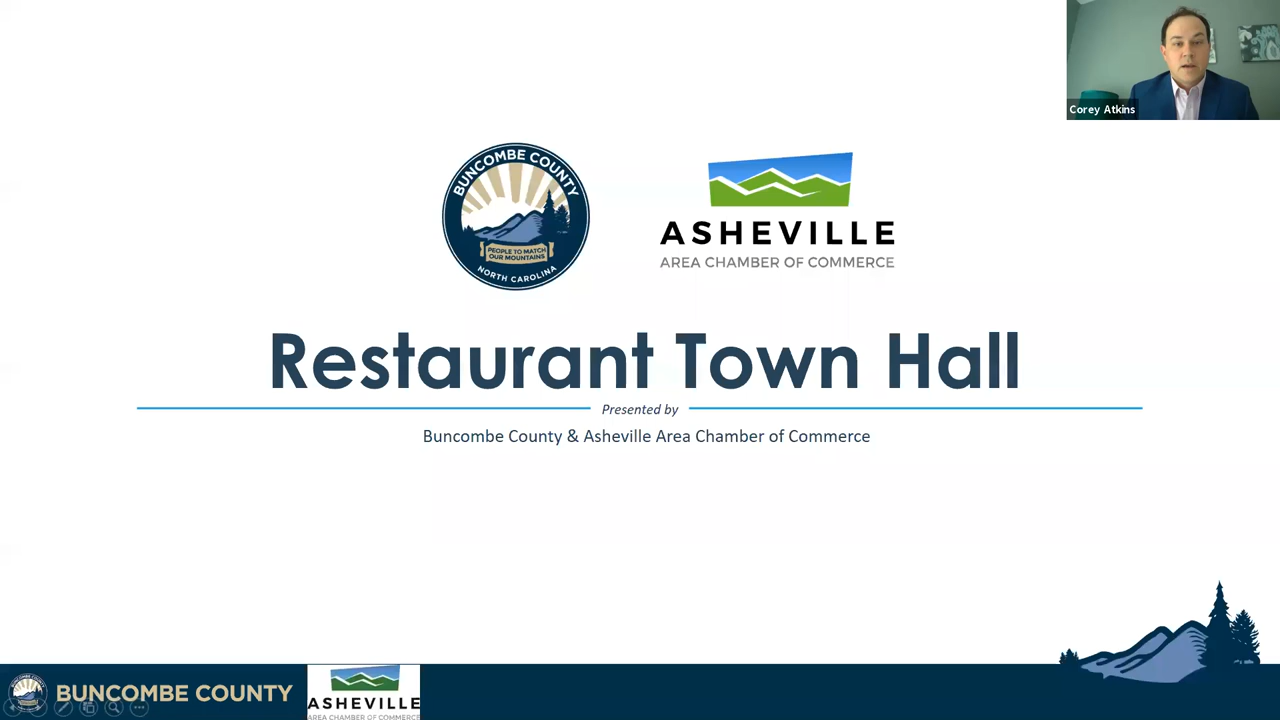 Corey Atkins
BUNCOMBE COUNTY
PEOPLE TO MATCH
OUR MOUNTAINS
NORTH CAROLINA
ASHEVILLE
AREA CHAMBER OF COMMERCE
Restaurant Town Hall
Presented by
Buncombe County & Asheville Area Chamber of Commerce
BUNCOMBE COUNTY
ASHEVILLE
AREA CHAMBER OF COMMERCE